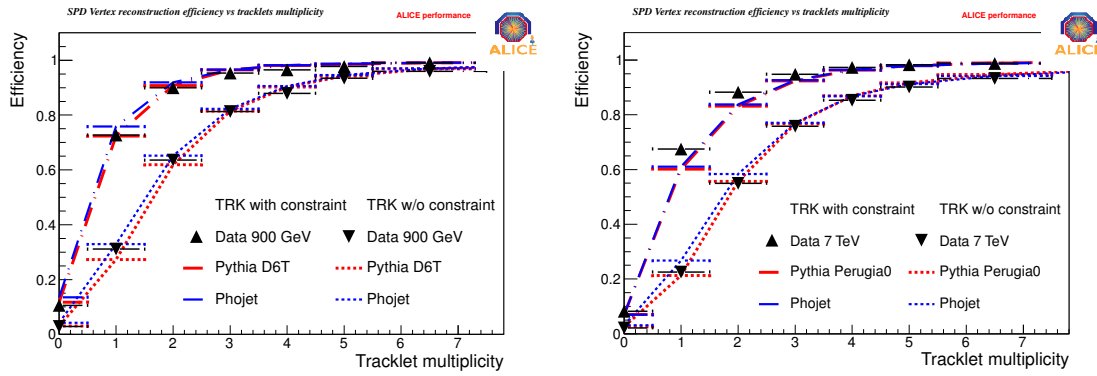 SPD Vertex reconstruction efficiency vs tracklets multiplicity
ALICE performance
ALICE
Efficiency
1
0.8
0.6
0.4
0.2
0
TRK with constraint TRK w/o constraint
Data 900 GeV Data 900 GeV
Pythia D6T Pythia D6T
Phojet Phojet
0 1 2 3 4 5 6 7
Tracklet multiplicity
SPD Vertex reconstruction efficiency vs tracklets multiplicity
ALICE performance
ALICE
Efficiency
1
0.8
0.6
0.4
0.2
0
TRK with constraint TRK w/o constraint
Data 7 TeV Data 7 TeV
Pythia Perugia0 Pythia Perugia0
Phojet Phojet
0 1 2 3 4 5 6 7
Tracklet multiplicity